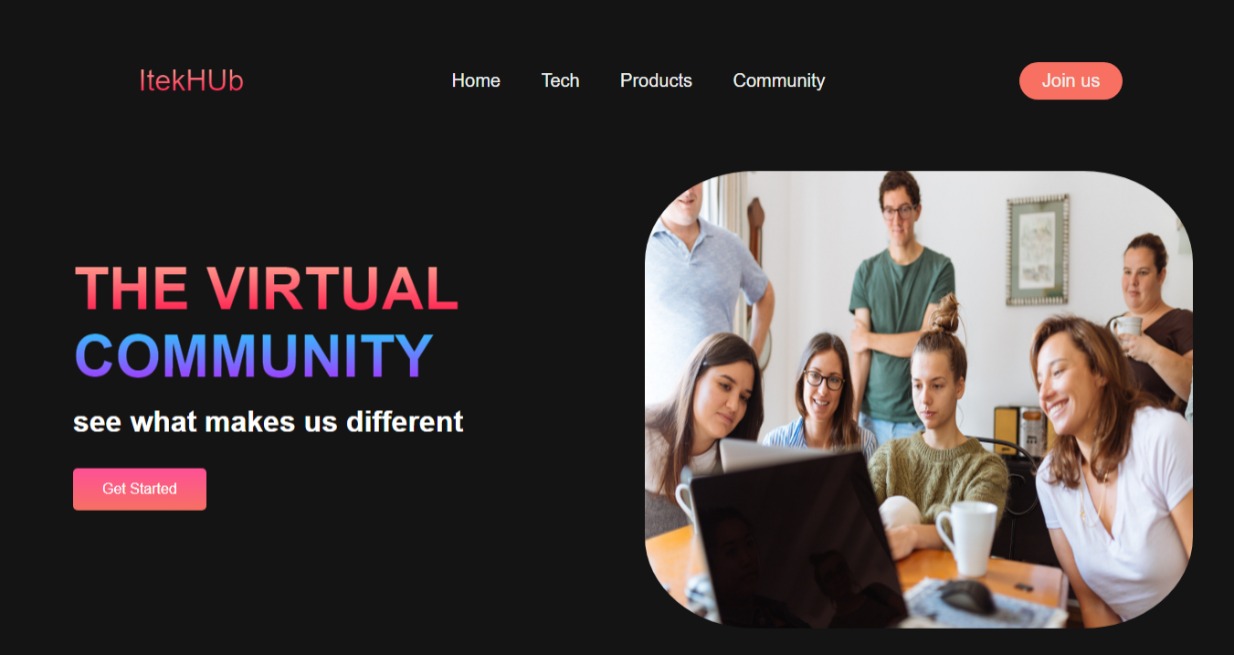 ItekHUb
Home Tech Products Community
Join us
THE VIRTUAL
COMMUNITY
see what makes us different
Get Started